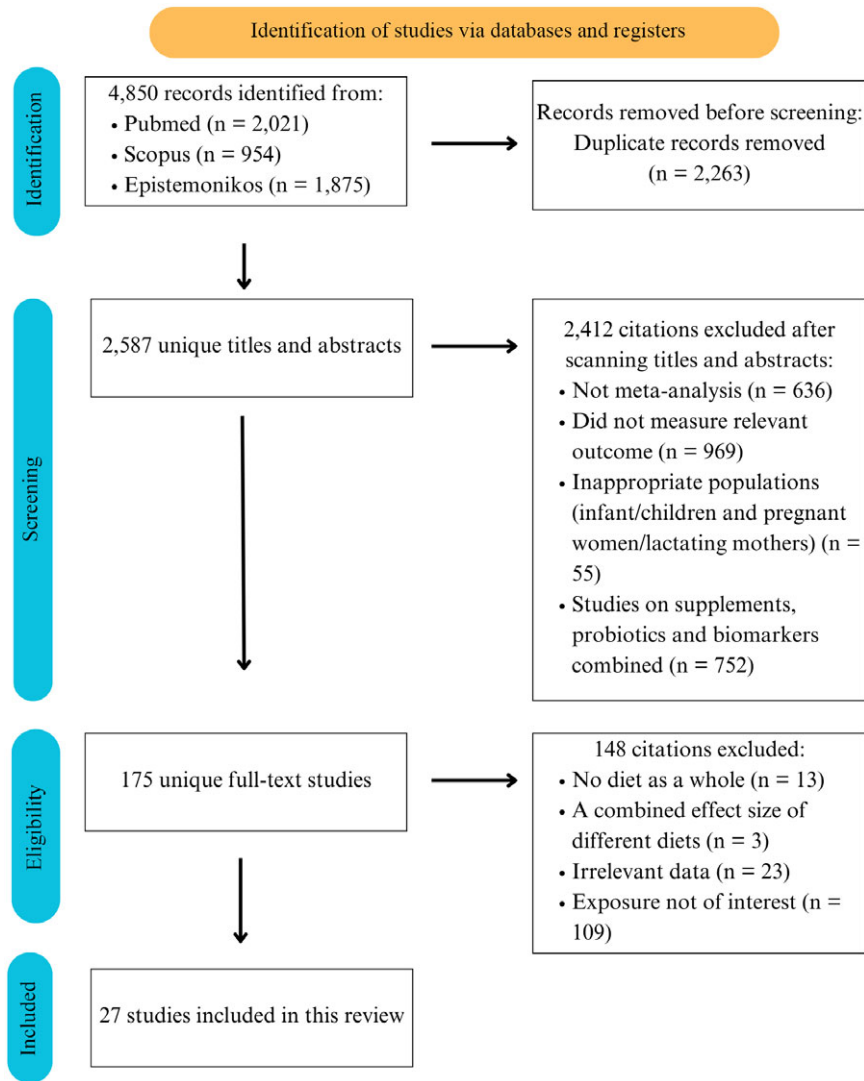 Identification of studies via databases and registers
Identification
4,850 records identified from:
• Pubmed (n = 2,021)
• Scopus (n = 954)
• Epistemonikos (n = 1,875)
Records removed before screening:
Duplicate records removed
(n = 2,263)
Screening
2,587 unique titles and abstracts
2,412 citations excluded after
scanning titles and abstracts:
• Not meta-analysis (n = 636)
• Did not measure relevant
outcome (n = 969)
• Inappropriate populations
(infant/children and pregnant
women/lactating mothers) (n =
55)
• Studies on supplements,
probiotics and biomarkers
combined (n = 752)
Eligibility
175 unique full-text studies
148 citations excluded:
• No diet as a whole (n = 13)
• A combined effect size of
different diets (n = 3)
• Irrelevant data (n = 23)
• Exposure not of interest (n =
109)
Included
27 studies included in this review